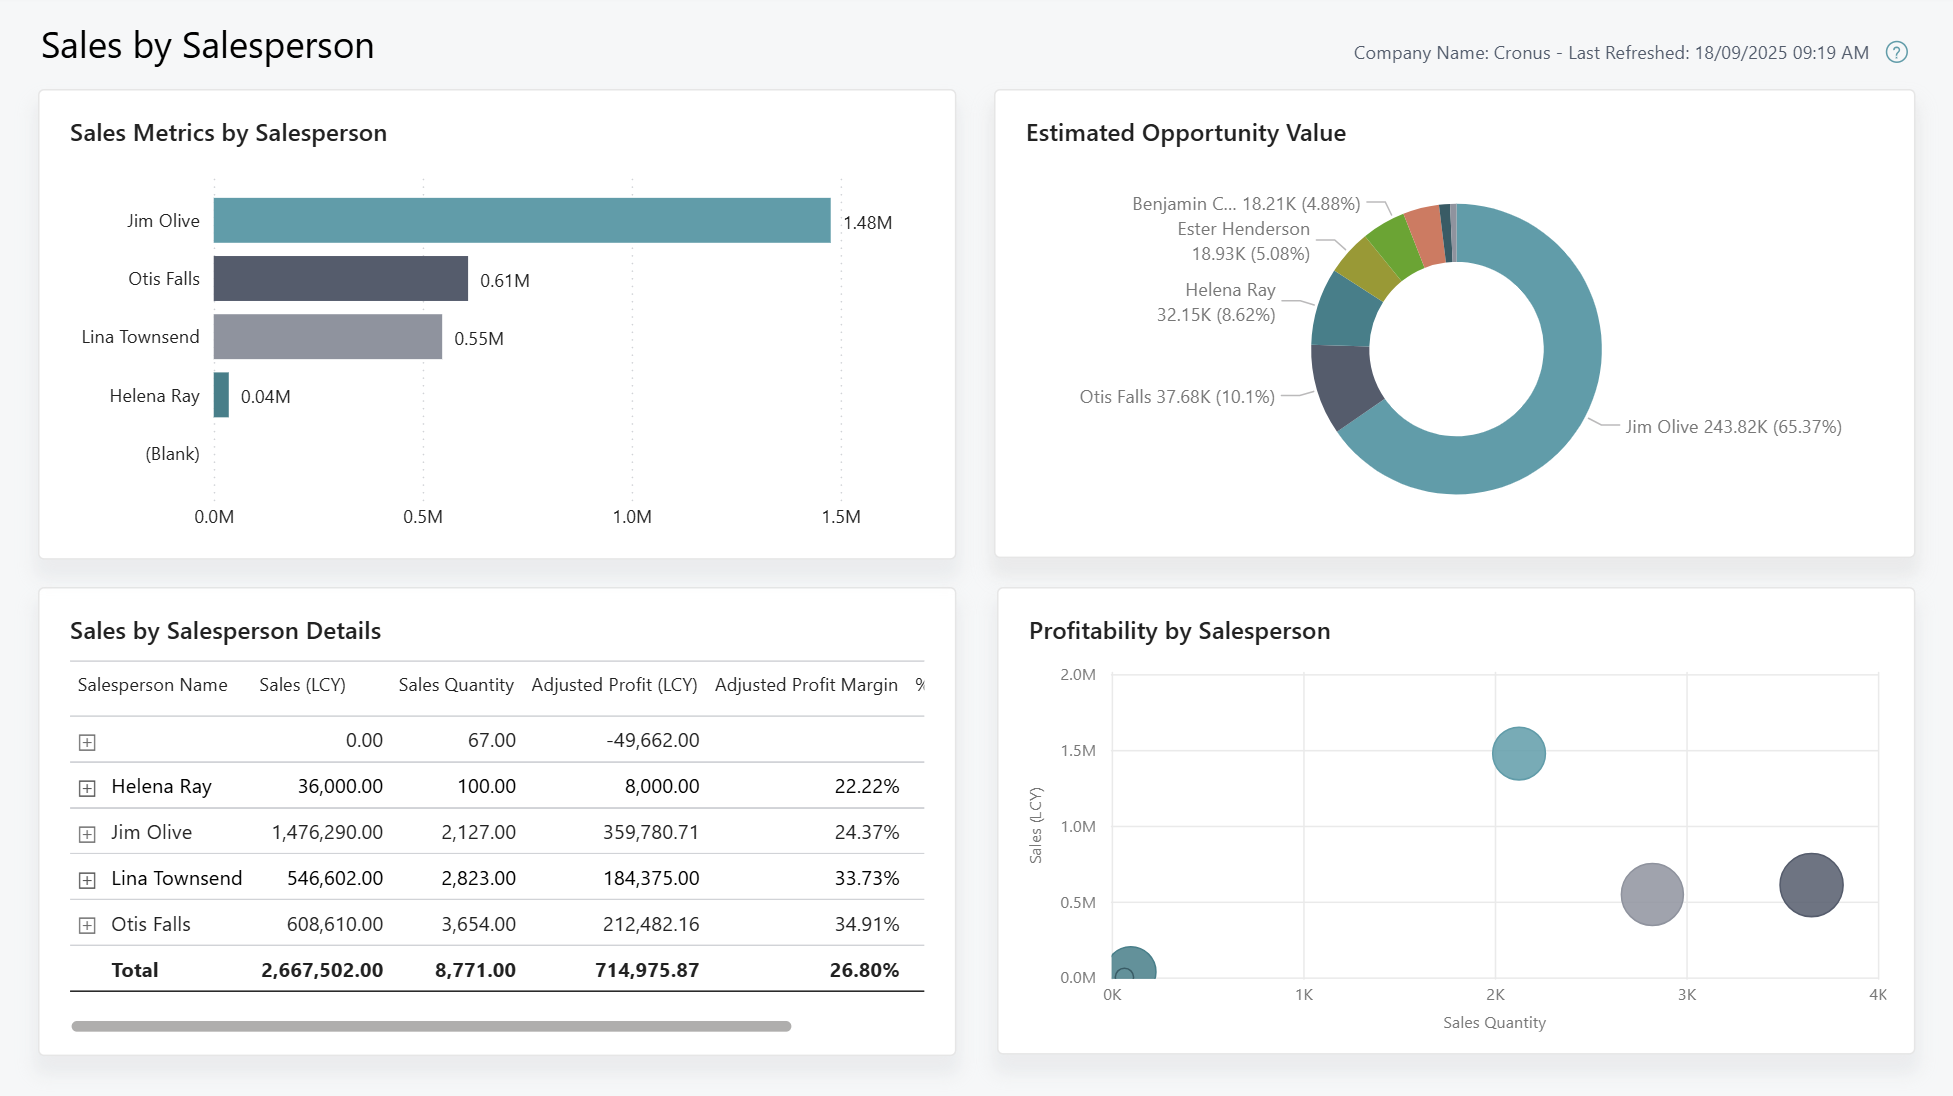 Sales by Salesperson
Company Name: Cronus - Last Refreshed: 18/09/2025 09:19 AM ?
Sales Metrics by Salesperson
Jim Olive 1.48M
Otis Falls 0.61M
Lina Townsend 0.55M
Helena Ray 0.04M
(Blank)
0.0M 0.5M 1.0M 1.5M
Estimated Opportunity Value
Benjamin C... 18.21K (4.88%)
Ester Henderson
18.93K (5.08%)
Helena Ray
32.15K (8.62%)
Otis Falls 37.68K (10.1%)
Jim Olive 243.82K (65.37%)
Sales by Salesperson Details
Salesperson Name Sales (LCY) Sales Quantity Adjusted Profit (LCY) Adjusted Profit Margin %
0.00 67.00 -49,662.00
Helena Ray 36,000.00 100.00 8,000.00 22.22%
Jim Olive 1,476,290.00 2,127.00 359,780.71 24.37%
Lina Townsend 546,602.00 2,823.00 184,375.00 33.73%
Otis Falls 608,610.00 3,654.00 212,482.16 34.91%
Total 2,667,502.00 8,771.00 714,975.87 26.80%
Profitability by Salesperson
Sales (LCY)
2.0M
1.5M
1.0M
0.5M
0.0M
0K 1K 2K 3K 4K
Sales Quantity